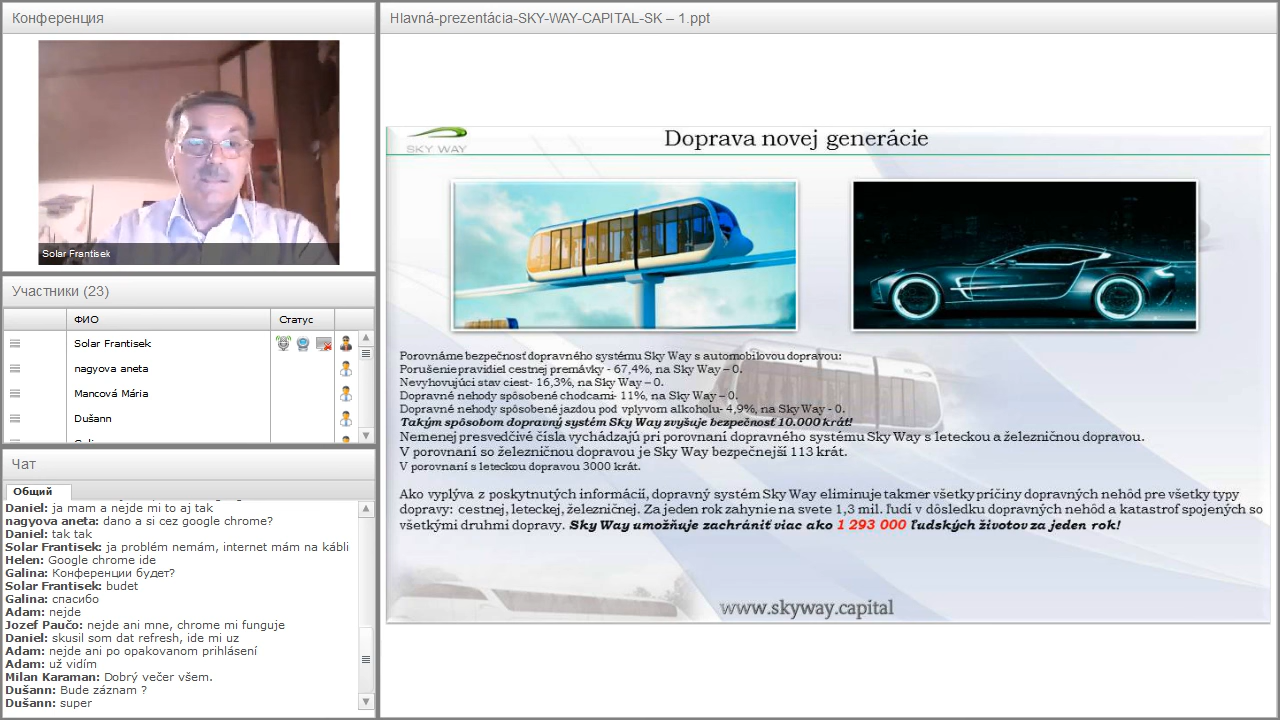 Конференция
Solar Frantisek
Участники (23)
ФИО
Статус
Solar Frantisek
nagyova aneta
Mancová Mária
Dušann
Чат
Общий
Daniel: ja mam a nejde mi to aj tak
nagyova aneta: dano a si cez google chrome?
Daniel: tak tak
Solar Frantisek: ja problém nemám, internet mám na kábli
Helen: Google chrome ide
Galina: Конференции будет?
Solar Frantisek: budet
Galina: спасибо
Adam: nejde
Jozef Paučo: nejde ani mne, chrome mi funguje
Daniel: skusil som dat refresh, ide mi uz
Adam: nejde ani po opakovanom prihlásení
Adam: už vidím
Milan Karaman: Dobrý večer všem.
Dušann: Bude záznam ?
Dušann: super
Hlavná-prezentácia-SKY-WAY-CAPITAL-SK – 1.ppt
SKY WAY
Doprava novej generácie
Porovnáme bezpečnosť dopravného systému Sky Way s automobilovou dopravou:
Porušenie pravidiel cestnej premávky - 67,4%, na Sky Way – 0.
Nevyhovujúci stav ciest- 16,3%, na Sky Way – 0.
Dopravné nehody spôsobené chodcami- 11%, na Sky Way – 0.
Dopravné nehody spôsobené jazdou pod vplyvom alkoholu- 4,9%, na Sky Way - 0.
Takým spôsobom dopravný systém Sky Way zvyšuje bezpečnosť 10.000 krát!
Nemenej presvedčivé čísla vychádzajú pri porovnaní dopravného systému Sky Way s leteckou a železničnou dopravou.
V porovnaní so železničnou dopravou je Sky Way bezpečnejší 113 krát.
V porovnaní s leteckou dopravou 3000 krát.
Ako vyplýva z poskytnutých informácií, dopravný systém Sky Way eliminuje takmer všetky príčiny dopravných nehôd pre všetky typy
dopravy: cestnej, leteckej, železničnej. Za jeden rok zahynie na svete 1,3 mil. ľudí v dôsledku dopravných nehôd a katastrof spojených so
všetkými druhmi dopravy. Sky Way umožňuje zachrániť viac ako 1 293 000 ľudských životov za jeden rok!
www.skyway.capital